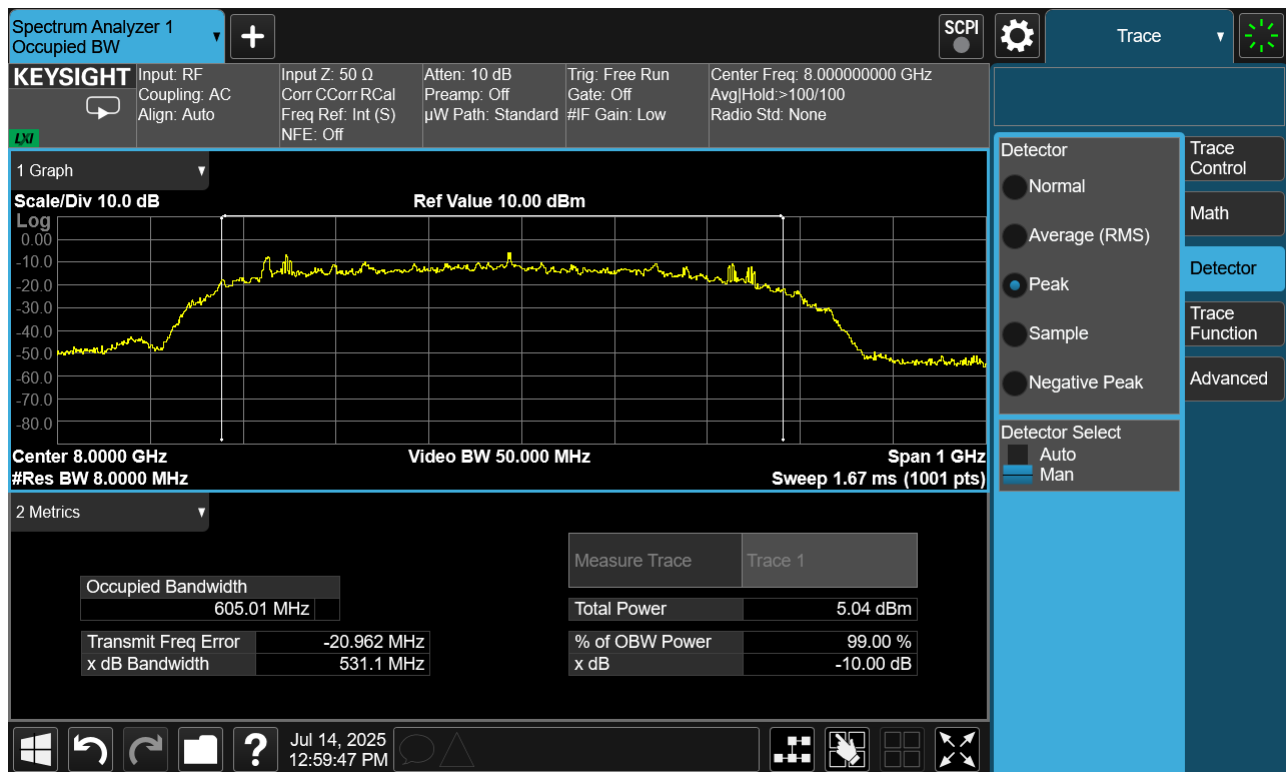 Spectrum Analyzer 1
Occupied BW
SCPI
Trace
KEYSIGHT
LXI
Input: RF
Coupling: AC
Align: Auto
Input Z: 50 Ω
Corr CCorr RCal
Freq Ref: Int (S)
NFE: Off
Atten: 10 dB
Preamp: Off
µW Path: Standard
Trig: Free Run
Gate: Off
#IF Gain: Low
Center Freq: 8.000000000 GHz
Avg|Hold:>100/100
Radio Std: None
1 Graph
Scale/Div 10.0 dB
Ref Value 10.00 dBm
Log
0.00
-10.0
-20.0
-30.0
-40.0
-50.0
-60.0
-70.0
-80.0
Center 8.0000 GHz
Video BW 50.000 MHz
Span 1 GHz
#Res BW 8.0000 MHz
Sweep 1.67 ms (1001 pts)
2 Metrics
Measure Trace
Trace 1
Occupied Bandwidth
605.01 MHz
Total Power
5.04 dBm
Transmit Freq Error
-20.962 MHz
% of OBW Power
99.00 %
x dB Bandwidth
531.1 MHz
x dB
-10.00 dB
Detector
Normal
Average (RMS)
Peak
Sample
Negative Peak
Detector Select
Auto
Man
Trace
Control
Math
Detector
Trace
Function
Advanced
?
Jul 14, 2025
12:59:47 PM